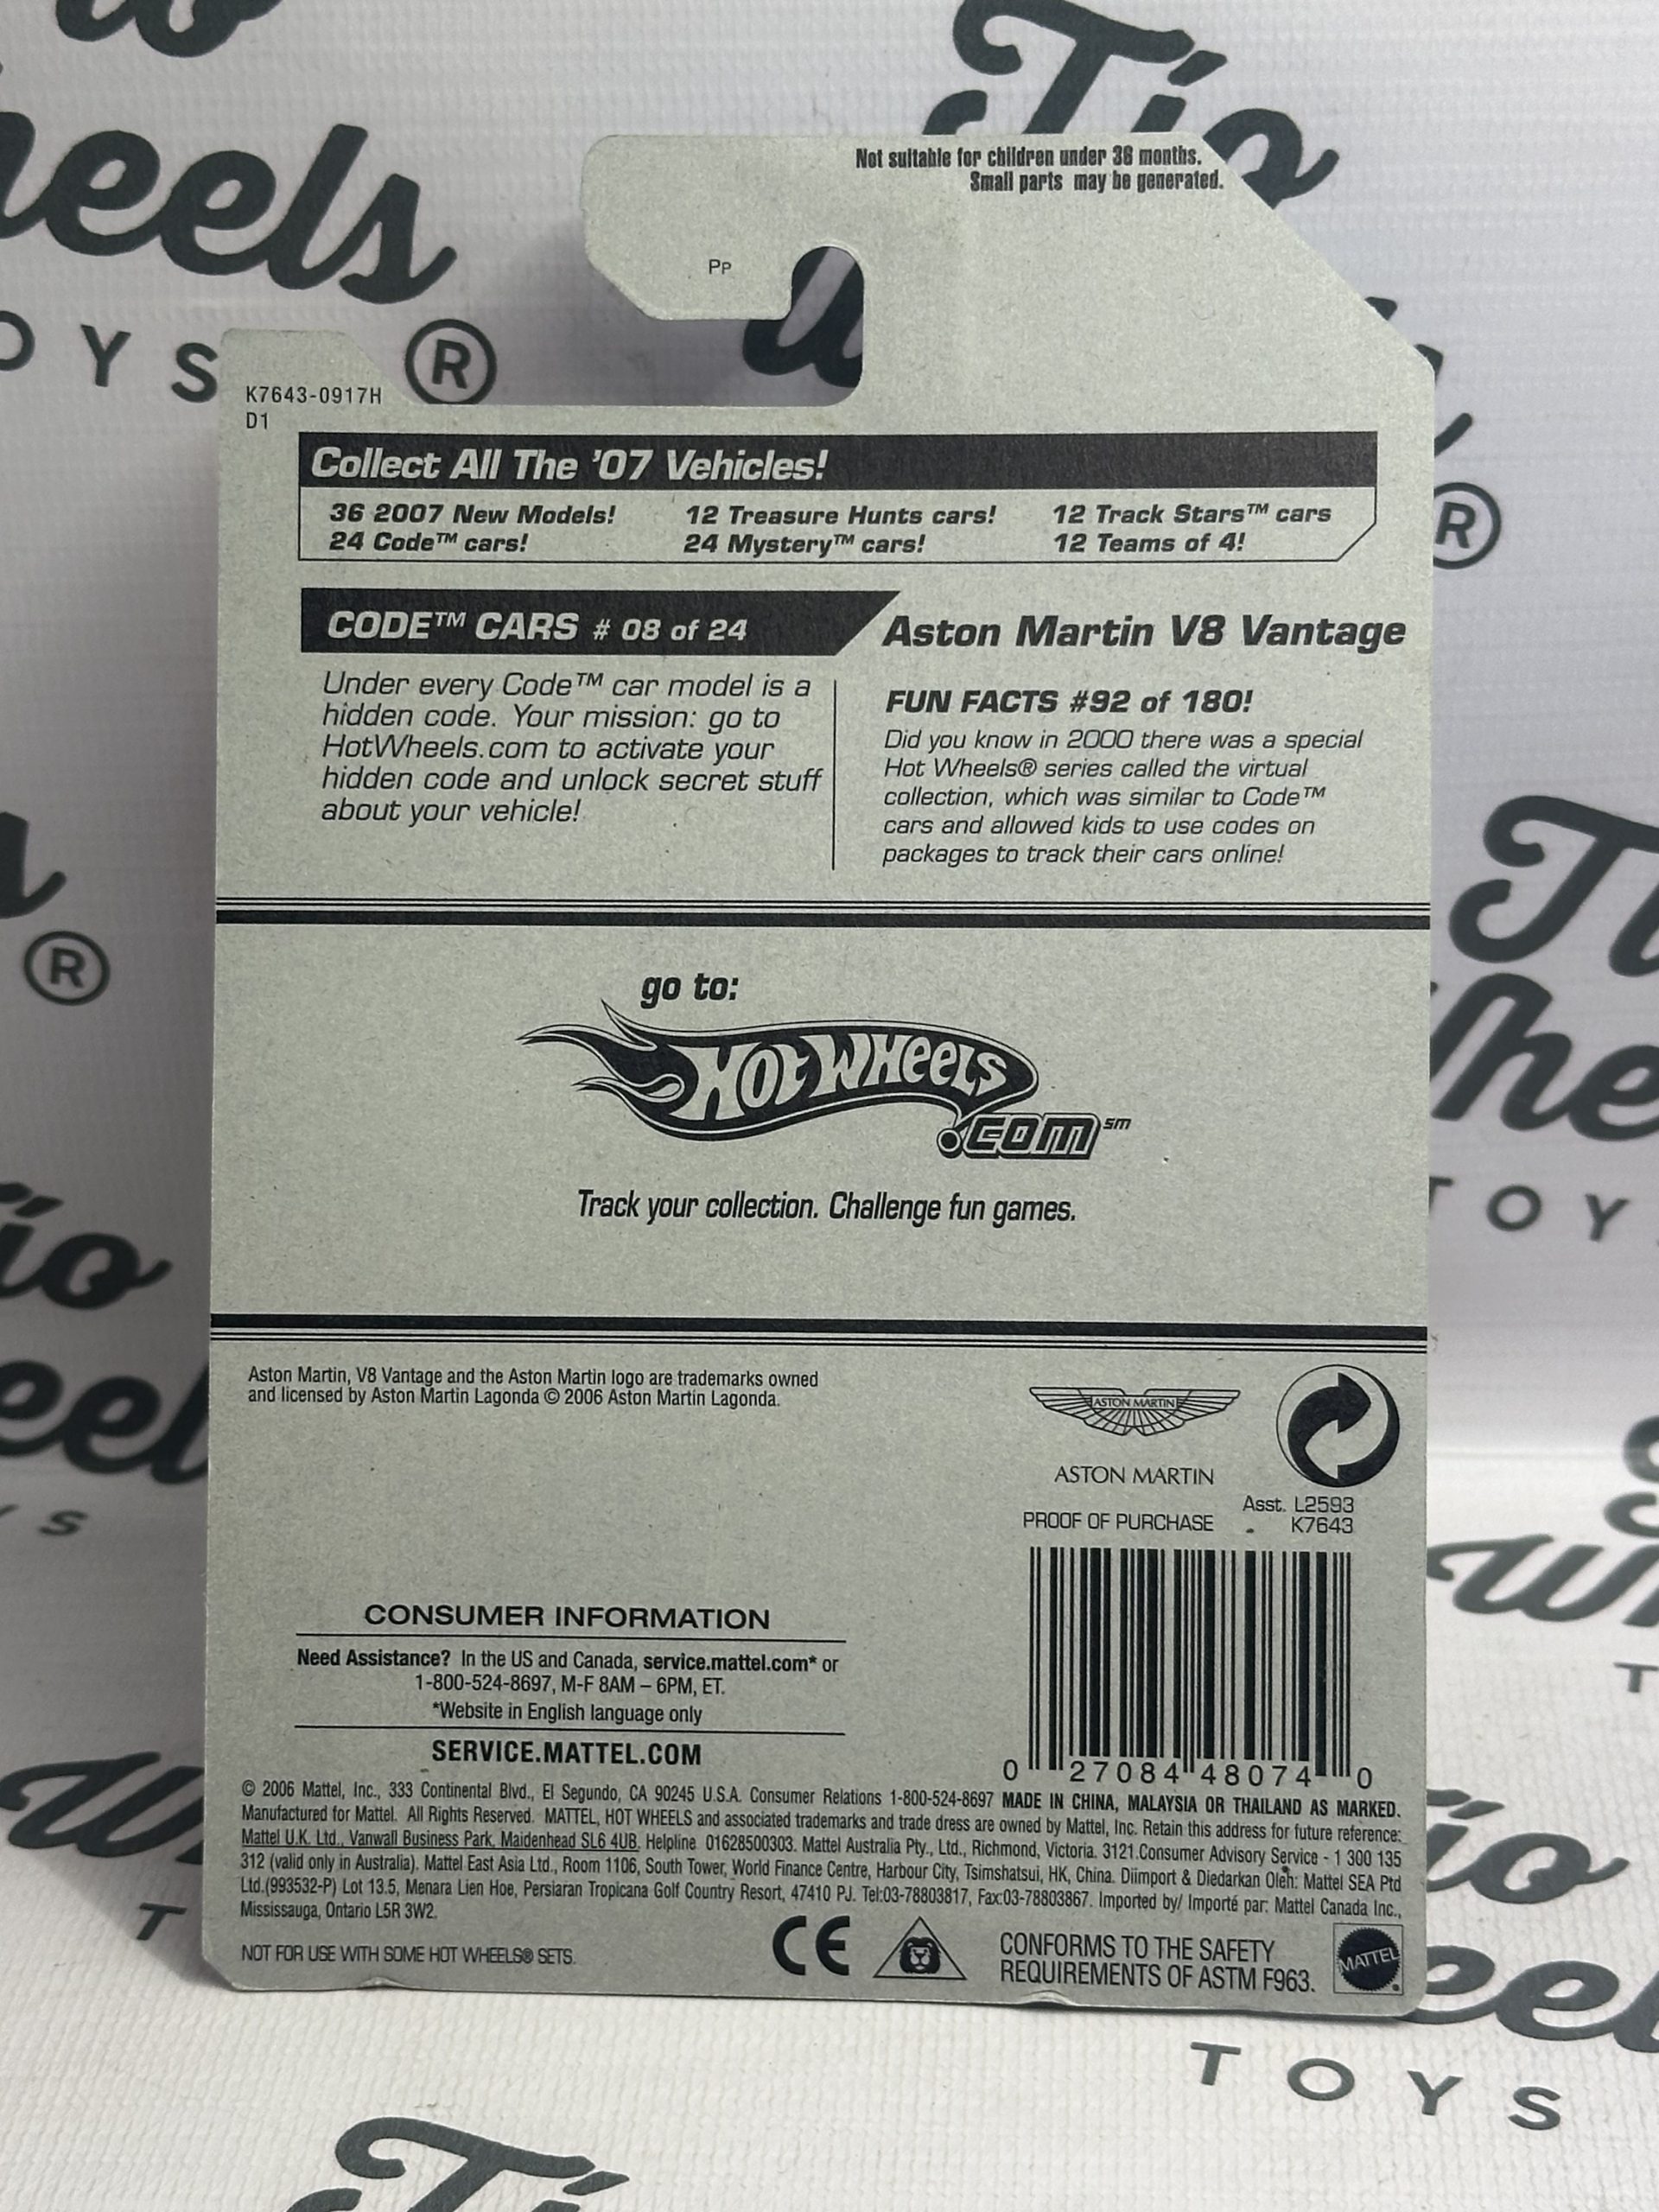 Tío
heels
OYS ®
Not suitable for children under 36 months.
Small parts may be generated.
PP
K7643-0917H
D1
Collect All The '07 Vehicles!
36 2007 New Models! 12 Treasure Hunts cars! 12 Track Stars™ cars
24 Code™ cars! 24 Mystery™ cars! 12 Teams of 4!
CODE™ CARS # 08 of 24 Aston Martin V8 Vantage
Under every Code™ car model is a
hidden code. Your mission: go to
HotWheels.com to activate your
hidden code and unlock secret stuff
about your vehicle!
FUN FACTS #92 of 180!
Did you know in 2000 there was a special
Hot Wheels® series called the virtual
collection, which was similar to Code™
cars and allowed kids to use codes on
packages to track their cars online!
go to:
Hot Wheels
.com℠
Track your collection. Challenge fun games.
Aston Martin, V8 Vantage and the Aston Martin logo are trademarks owned
and licensed by Aston Martin Lagonda © 2006 Aston Martin Lagonda.
ASTON MARTIN
ASTON MARTIN
PROOF OF PURCHASE
Asst. L2593
K7643
0 27084 48074 0
CONSUMER INFORMATION
Need Assistance? In the US and Canada, service.mattel.com* or
1-800-524-8697, M-F 8AM – 6PM, ET.
*Website in English language only
SERVICE.MATTEL.COM
© 2006 Mattel, Inc., 333 Continental Blvd., El Segundo, CA 90245 U.S.A. Consumer Relations 1-800-524-8697 MADE IN CHINA, MALAYSIA OR THAILAND AS MARKED.
Manufactured for Mattel. All Rights Reserved. MATTEL, HOT WHEELS and associated trademarks and trade dress are owned by Mattel, Inc. Retain this address for future reference:
Mattel U.K. Ltd., Vanwall Business Park, Maidenhead SL6 4UB. Helpline 01628500303. Mattel Australia Pty., Ltd., Richmond, Victoria. 3121.Consumer Advisory Service - 1 300 135
312 (valid only in Australia). Mattel East Asia Ltd., Room 1106, South Tower, World Finance Centre, Harbour City, Tsimshatsui, HK, China. Diimport & Diedarkan Oleh: Mattel SEA Ptd
Ltd.(993532-P) Lot 13.5, Menara Lien Hoe, Persiaran Tropicana Golf Country Resort, 47410 PJ. Tel:03-78803817, Fax:03-78803867. Imported by/ Importé par: Mattel Canada Inc.,
Mississauga, Ontario L5R 3W2.
NOT FOR USE WITH SOME HOT WHEELS® SETS.
CE
CONFORMS TO THE SAFETY
REQUIREMENTS OF ASTM F963.
MATTEL
TOYS